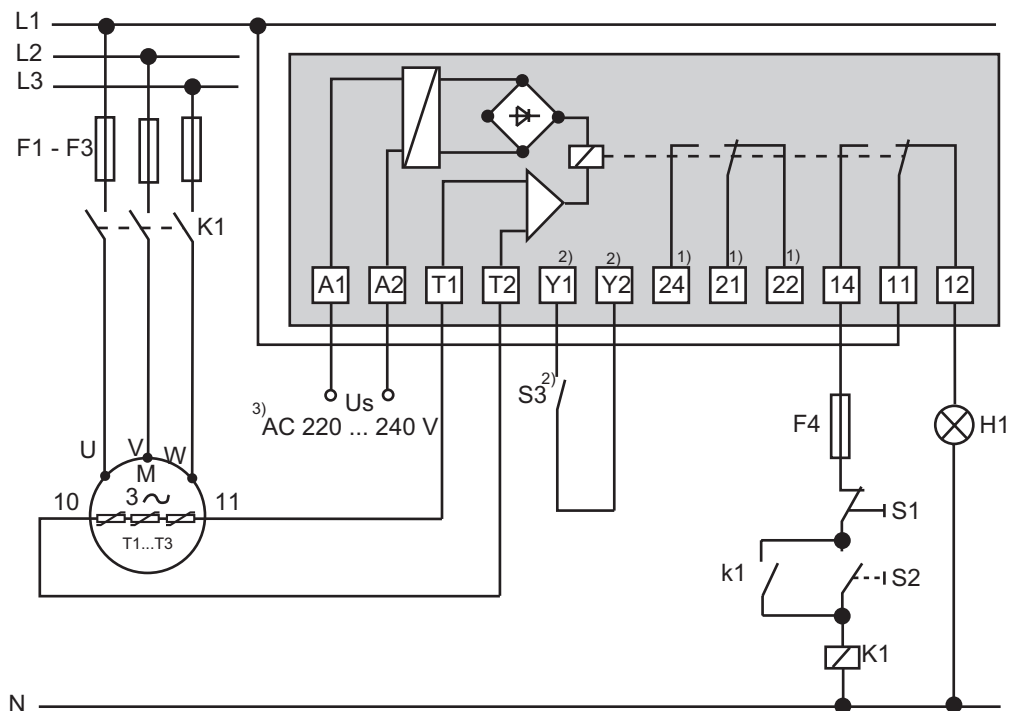 L1
L2
L3
F1 - F3
K1
2)
2)
1)
1)
1)
A1 A2 T1 T2 Y1 Y2 24 21 22 14 11 12
S3 2)
3)
Us
AC 220 ... 240 V
F4
H1
U V W
M
3
10
11
T1...T3
S1
k1
S2
K1
N